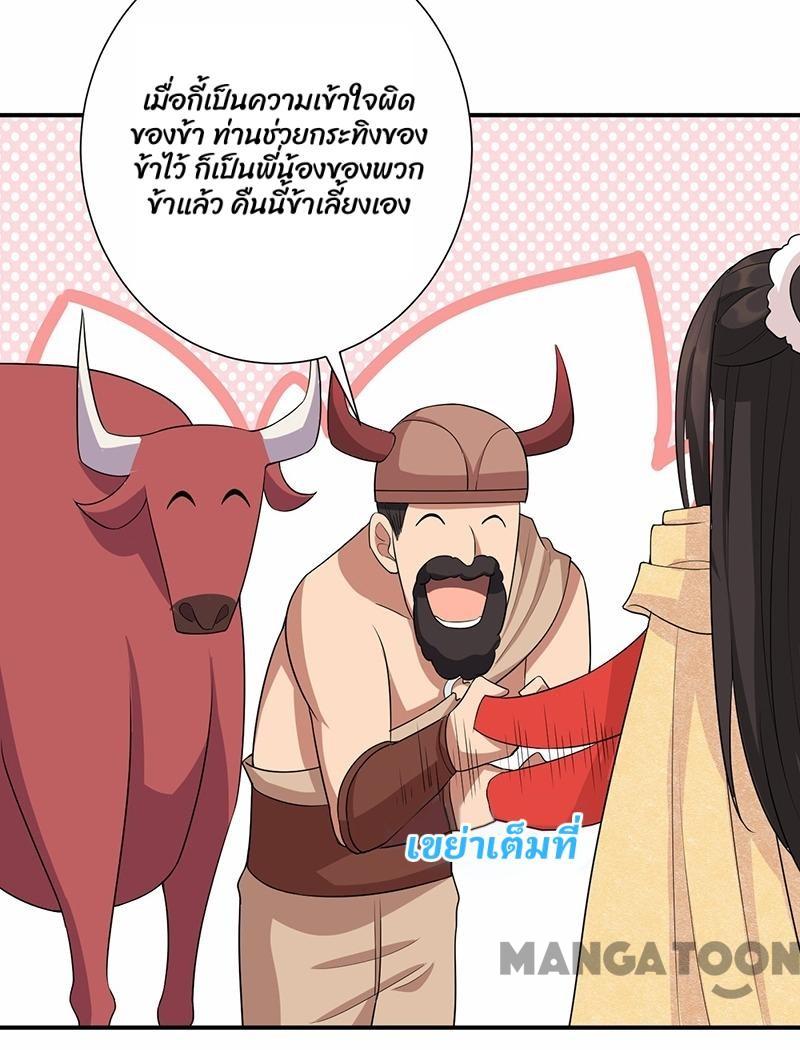 เมื่อกี้เป็นความเข้าใจผิด
ของข้า ท่านช่วยกระทิงของ
ข้าไว้ ก็เป็นพี่น้องของพวก
ข้าแล้ว คืนนี้ข้าเลี้ยงเอง
เขย่าเต็มที่
MANGATOON